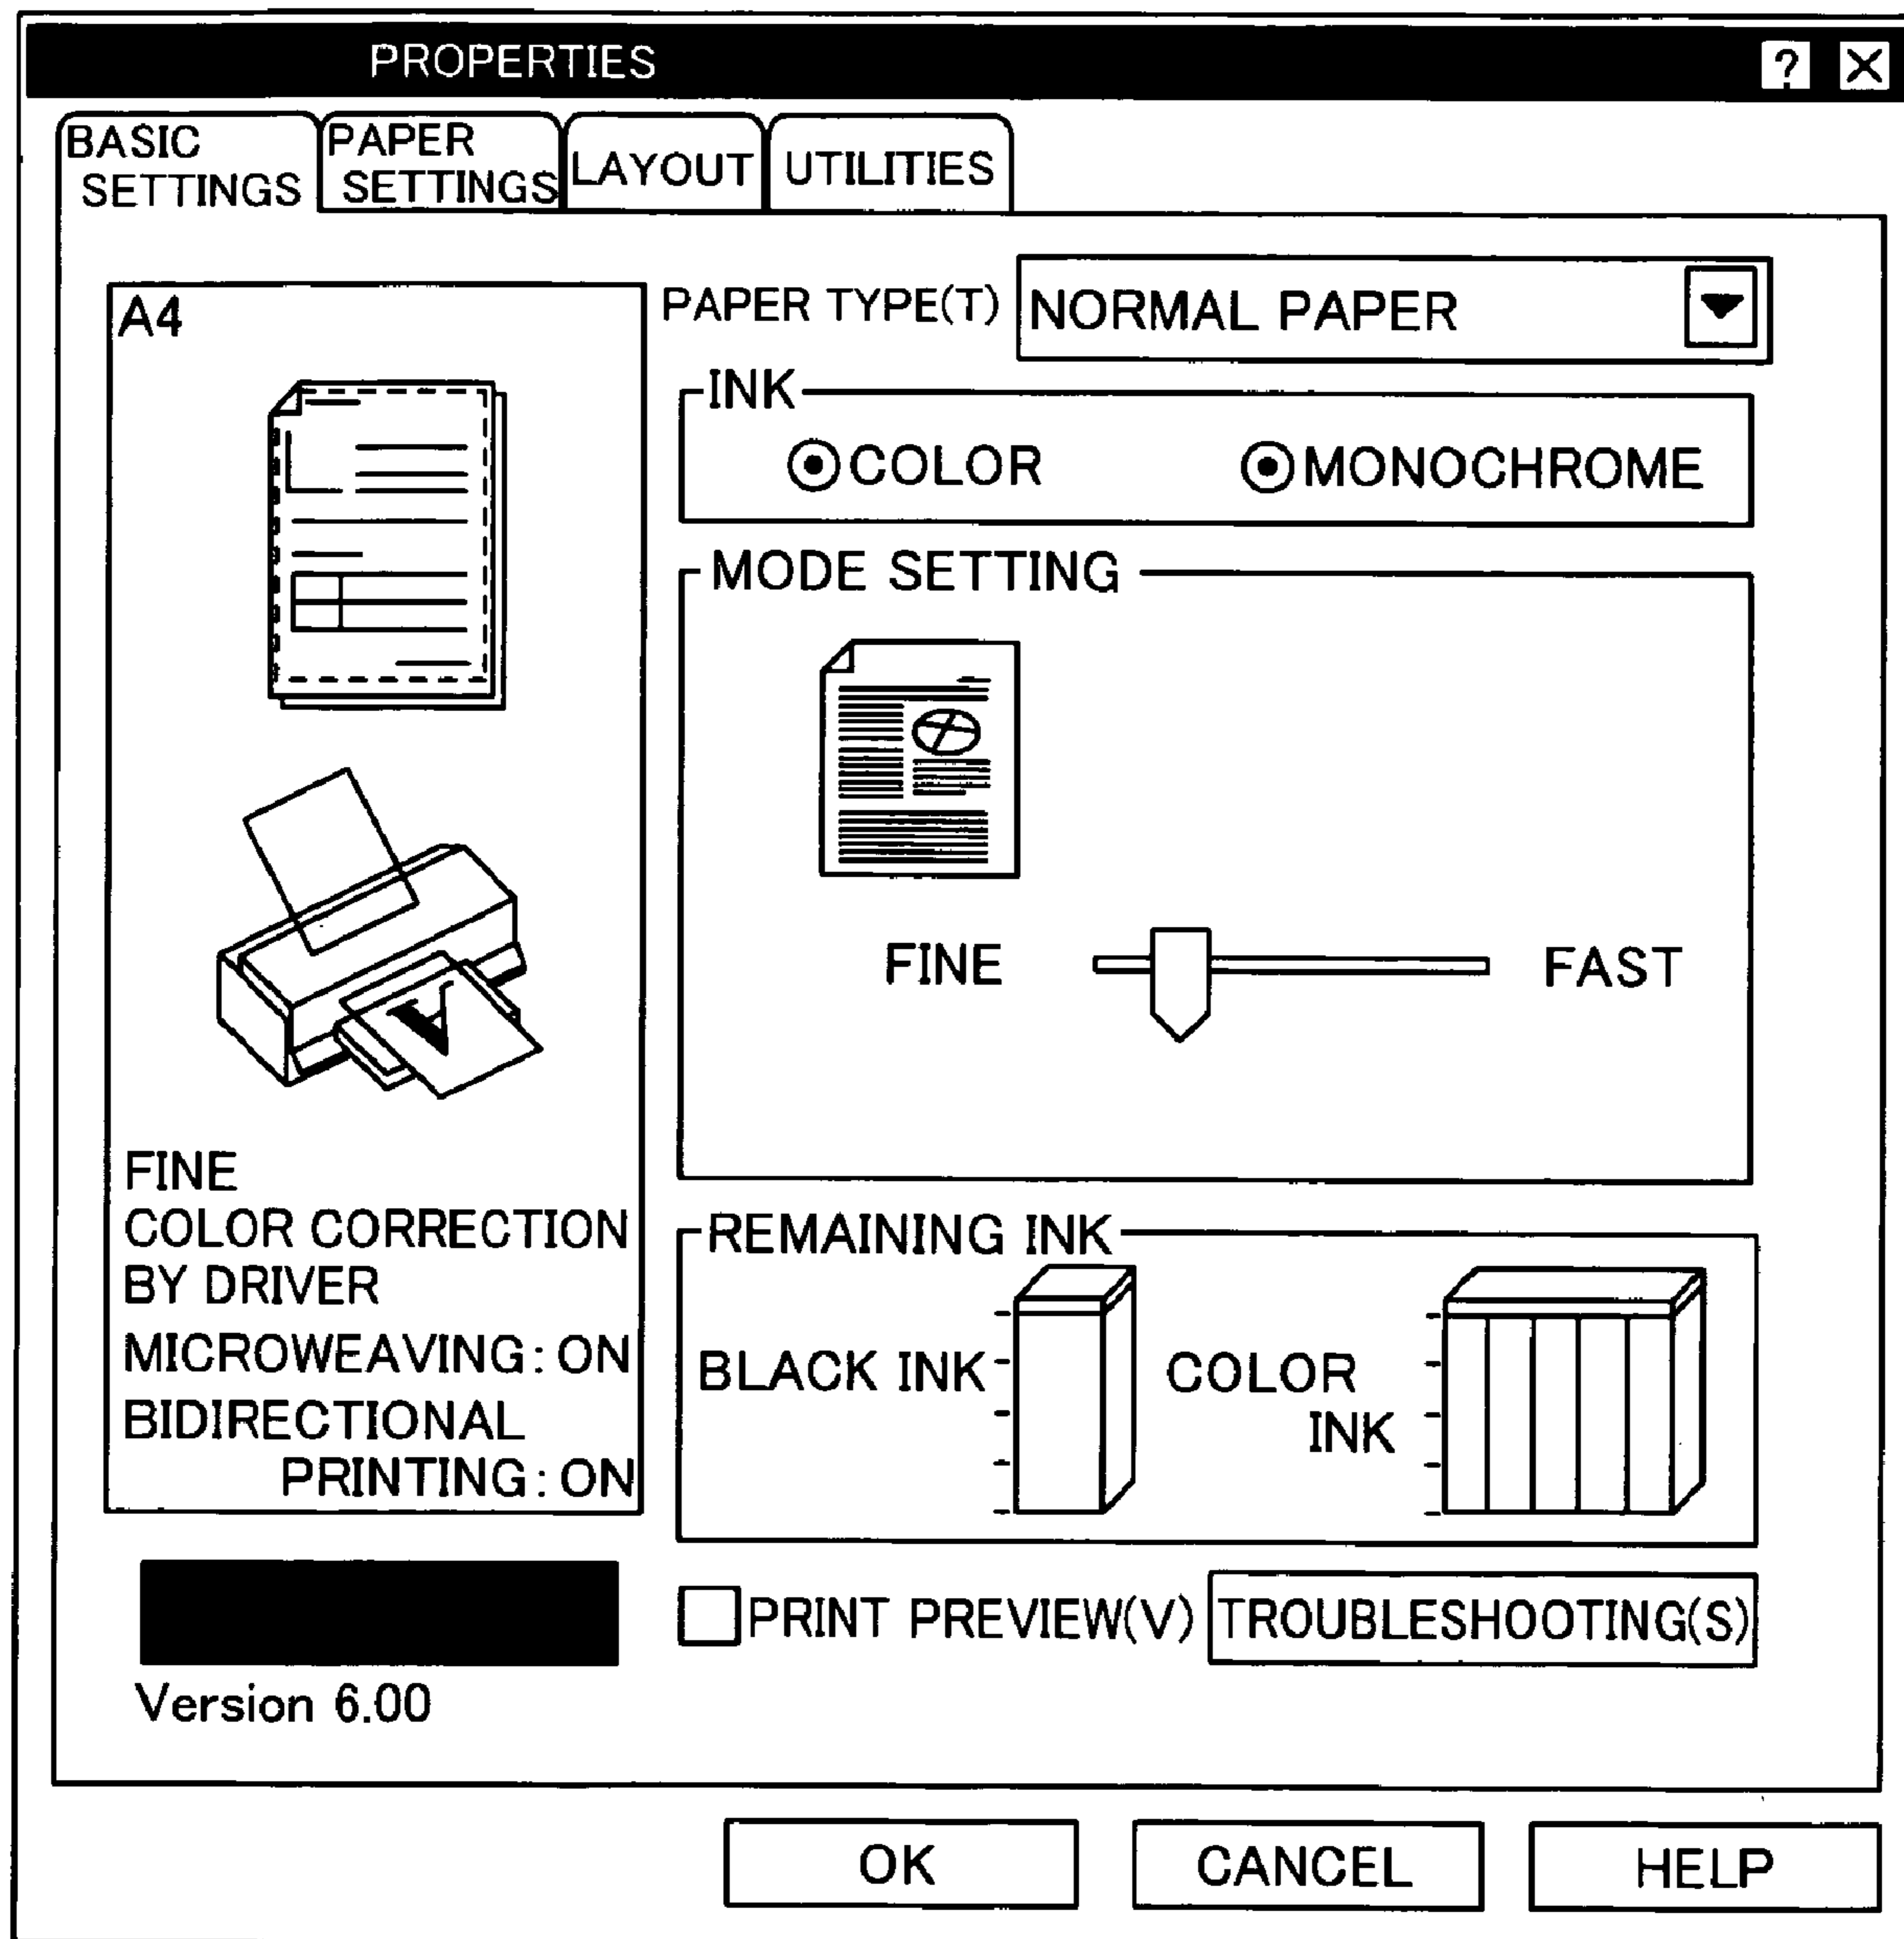 PROPERTIES
?
BASIC
SETTINGS
PAPER
SETTINGS
LAYOUT
UTILITIES
A4
FINE
COLOR CORRECTION
BY DRIVER
MICROWEAVING: ON
BIDIRECTIONAL
PRINTING: ON
Version 6.00
PAPER TYPE(T)
NORMAL PAPER
INK
COLOR
MONOCHROME
MODE SETTING
FINE
FAST
REMAINING INK
BLACK INK
COLOR
INK
PRINT PREVIEW(V)
TROUBLESHOOTING(S)
OK
CANCEL
HELP
A